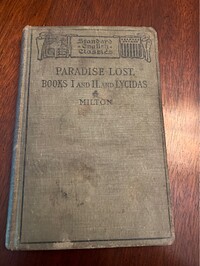 Standard
English
Classics
PARADISE LOST,
BOOKS I AND II, AND LYCIDAS
MILTON